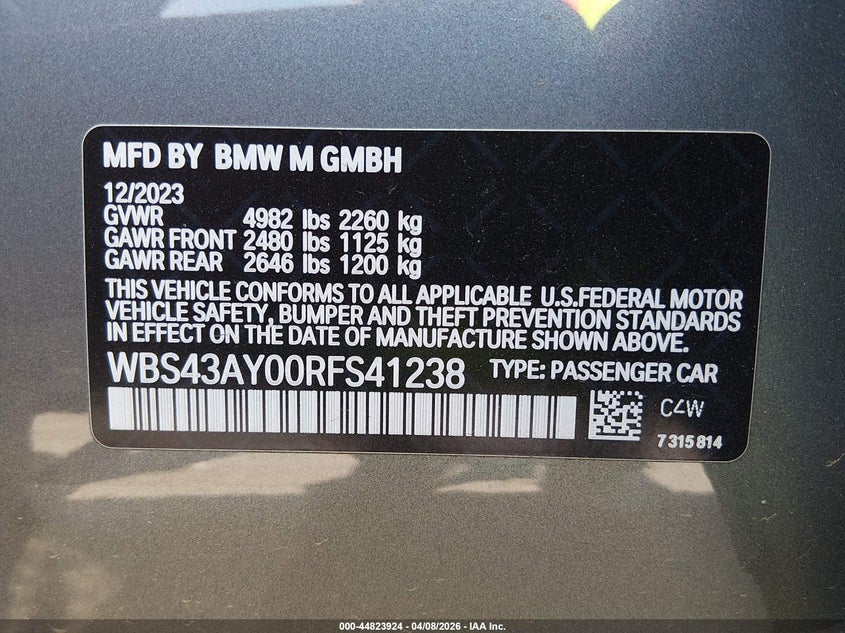 MFD BY BMW M GMBH
12/2023
GVWR 4982 lbs 2260 kg
GAWR FRONT 2480 lbs 1125 kg
GAWR REAR 2646 lbs 1200 kg
THIS VEHICLE CONFORMS TO ALL APPLICABLE U.S.FEDERAL MOTOR
VEHICLE SAFETY, BUMPER AND THEFT PREVENTION STANDARDS
IN EFFECT ON THE DATE OF MANUFACTURE SHOWN ABOVE.
WBS43AY00RFS41238 TYPE: PASSENGER CAR
C4W
7315814
000-44823924 - 04/08/2026 - IAA Inc.